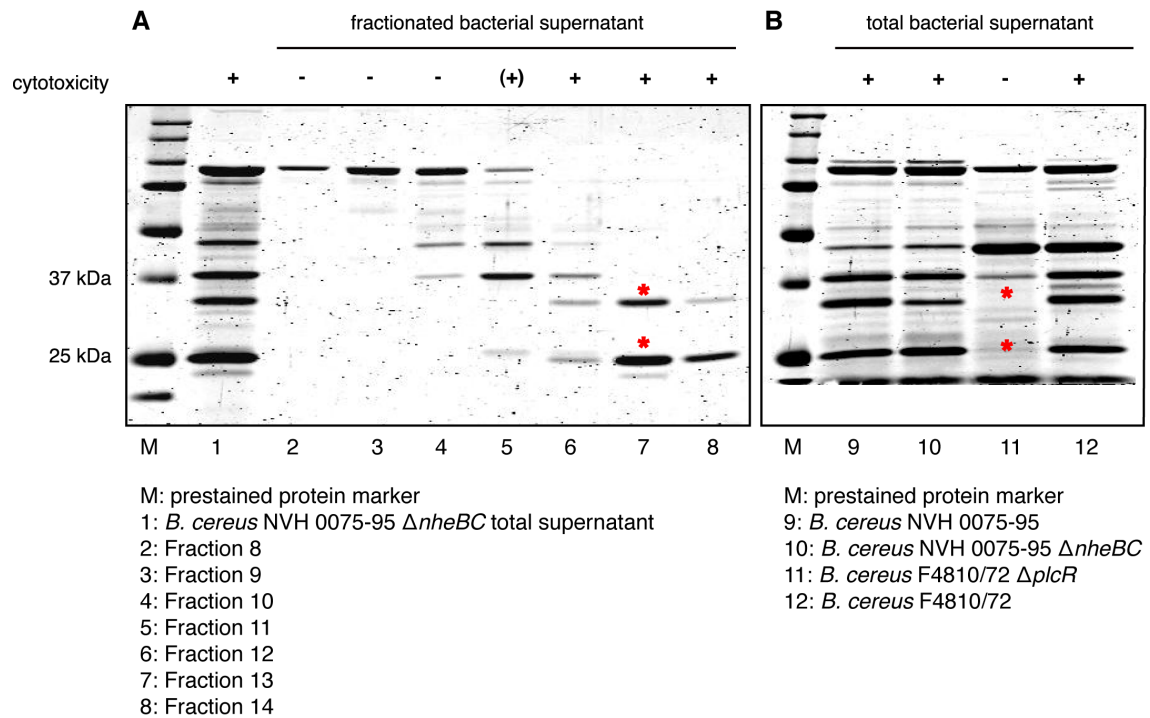 A
fractionated bacterial supernatant
B
total bacterial supernatant
cytotoxicity
+ - - - (+) + + +
+ + - +
37 kDa
*
*
25 kDa
*
*
M 1 2 3 4 5 6 7 8
M 9 10 11 12
M: prestained protein marker
1: B. cereus NVH 0075-95 ΔnheBC total supernatant
2: Fraction 8
3: Fraction 9
4: Fraction 10
5: Fraction 11
6: Fraction 12
7: Fraction 13
8: Fraction 14
M: prestained protein marker
9: B. cereus NVH 0075-95
10: B. cereus NVH 0075-95 ΔnheBC
11: B. cereus F4810/72 ΔplcR
12: B. cereus F4810/72